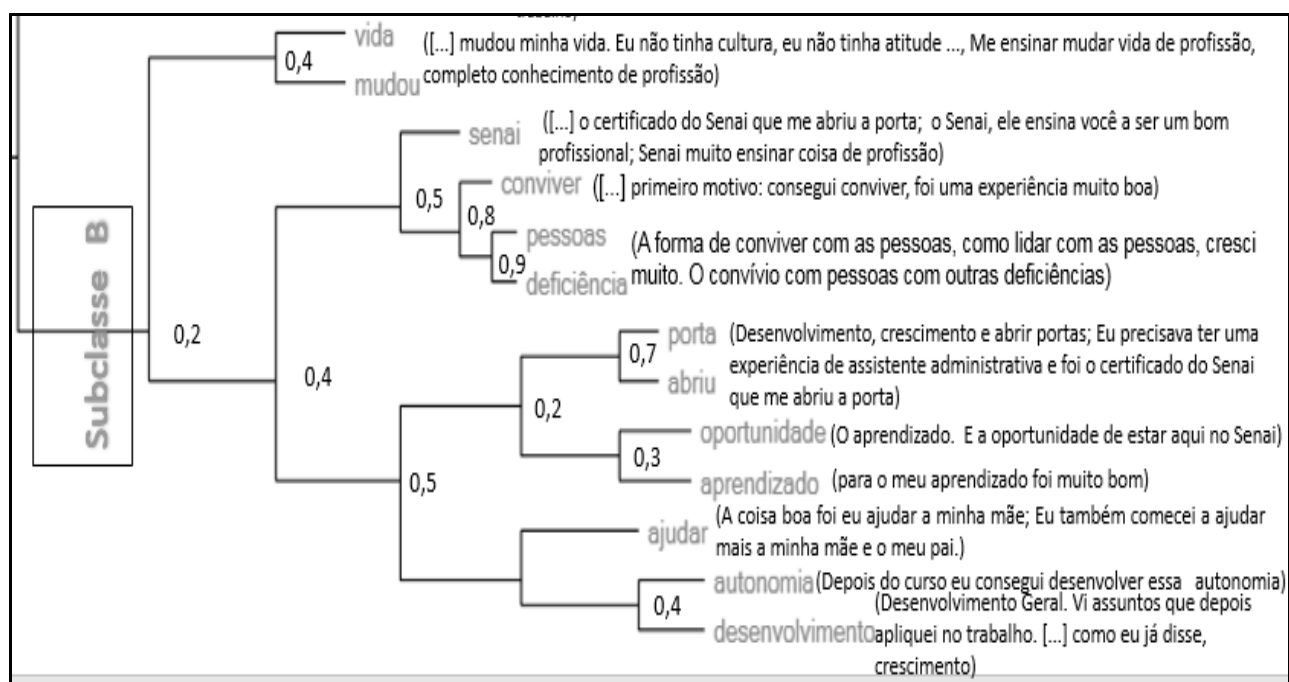 vida
([...] mudou minha vida. Eu não tinha cultura, eu não tinha atitude ..., Me ensinar mudar vida de profissão,
0,4
mudou
completo conhecimento de profissão)
senai
([...] o certificado do Senai que me abriu a porta;  o Senai, ele ensina você a ser um bom
profissional; Senai muito ensinar coisa de profissão)
0,5
conviver
([...] primeiro motivo: consegui conviver, foi uma experiência muito boa)
0,8
pessoas
(A forma de conviver com as pessoas, como lidar com as pessoas, cresci
0,9
deficiência
muito. O convívio com pessoas com outras deficiências)
Subclasse B
0,2
0,4
porta
(Desenvolvimento, crescimento e abrir portas; Eu precisava ter uma
0,7
experiência de assistente administrativa e foi o certificado do Senai
abriu
que me abriu a porta)
0,2
oportunidade
(O aprendizado.  E a oportunidade de estar aqui no Senai)
0,3
aprendizado
(para o meu aprendizado foi muito bom)
0,5
ajudar
(A coisa boa foi eu ajudar a minha mãe; Eu também comecei a ajudar
mais a minha mãe e o meu pai.)
autonomia
(Depois do curso eu consegui desenvolver essa  autonomia)
0,4
(Desenvolvimento Geral. Vi assuntos que depois
desenvolvimento
apliquei no trabalho. [...] como eu já disse,
crescimento)